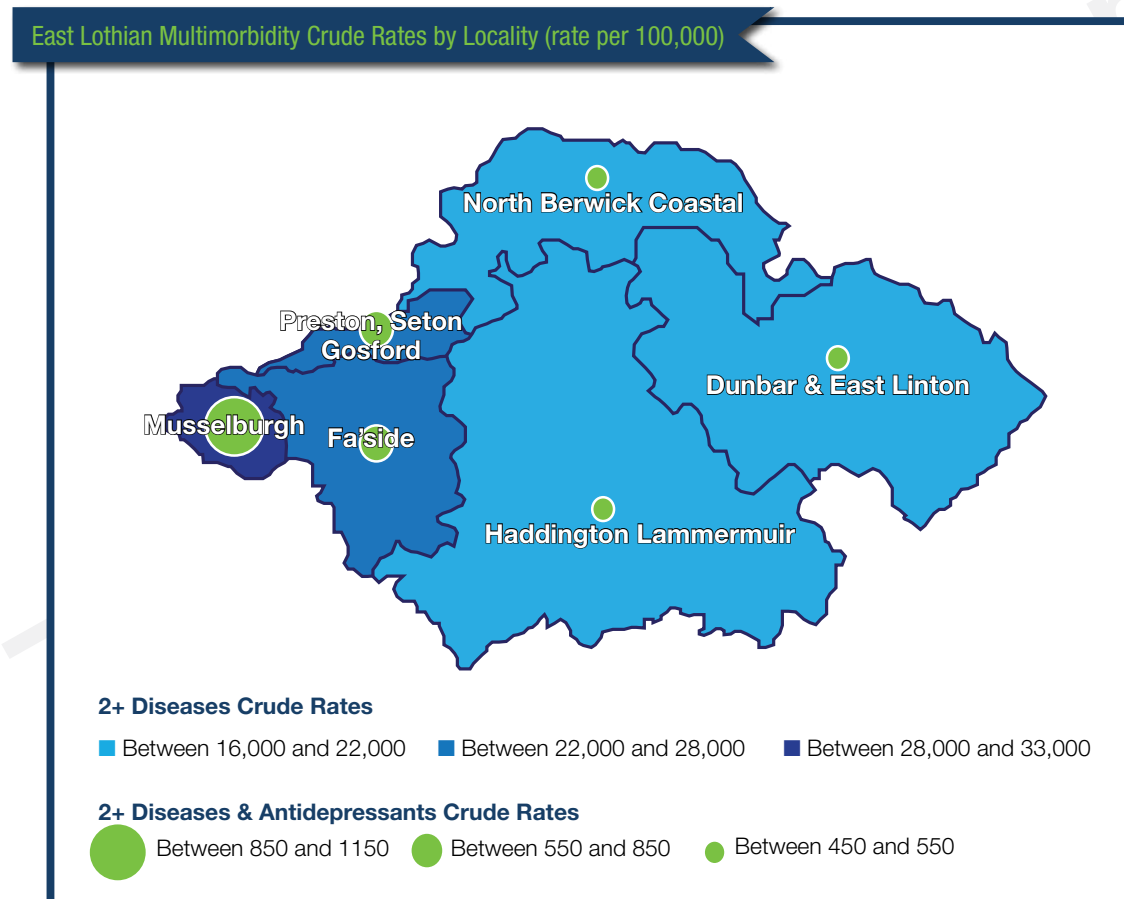 East Lothian Multimorbidity Crude Rates by Locality (rate per 100,000)
North Berwick Coastal
Preston, Seton
Gosford
Dunbar & East Linton
Musselburgh
Fa'side
Haddington Lammermuir
2+ Diseases Crude Rates
Between 16,000 and 22,000 Between 22,000 and 28,000 Between 28,000 and 33,000
2+ Diseases & Antidepressants Crude Rates
Between 850 and 1150 Between 550 and 850 Between 450 and 550